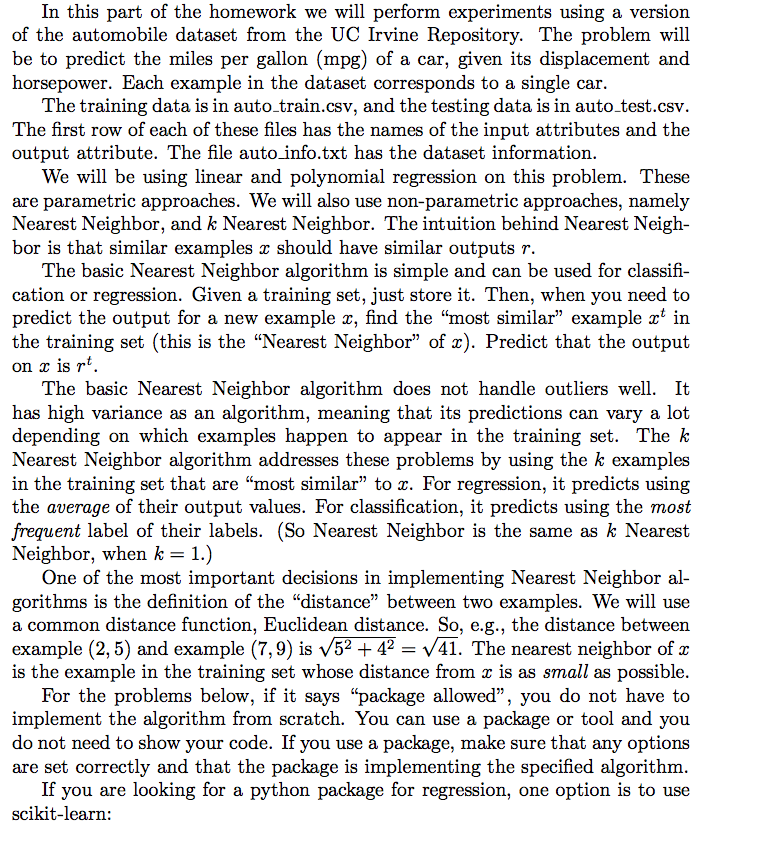 In this part of the homework we will perform experiments using a version
of the automobile dataset from the UC Irvine Repository. The problem will
be to predict the miles per gallon (mpg) of a car, given its displacement and
horsepower. Each example in the dataset corresponds to a single car.
The training data is in auto_train.csv, and the testing data is in auto_test.csv.
The first row of each of these files has the names of the input attributes and the
output attribute. The file auto_info.txt has the dataset information.
We will be using linear and polynomial regression on this problem. These
are parametric approaches. We will also use non-parametric approaches, namely
Nearest Neighbor, and k Nearest Neighbor. The intuition behind Nearest Neigh-
bor is that similar examples x should have similar outputs r.
The basic Nearest Neighbor algorithm is simple and can be used for classifi-
cation or regression. Given a training set, just store it. Then, when you need to
predict the output for a new example x, find the “most similar” example xᵗ in
the training set (this is the “Nearest Neighbor” of x). Predict that the output
on x is rᵗ.
The basic Nearest Neighbor algorithm does not handle outliers well. It
has high variance as an algorithm, meaning that its predictions can vary a lot
depending on which examples happen to appear in the training set. The k
Nearest Neighbor algorithm addresses these problems by using the k examples
in the training set that are “most similar” to x. For regression, it predicts using
the average of their output values. For classification, it predicts using the most
frequent label of their labels. (So Nearest Neighbor is the same as k Nearest
Neighbor, when k = 1.)
One of the most important decisions in implementing Nearest Neighbor al-
gorithms is the definition of the “distance” between two examples. We will use
a common distance function, Euclidean distance. So, e.g., the distance between
example (2, 5) and example (7, 9) is √(5² + 4²) = √41. The nearest neighbor of x
is the example in the training set whose distance from x is as small as possible.
For the problems below, if it says “package allowed”, you do not have to
implement the algorithm from scratch. You can use a package or tool and you
do not need to show your code. If you use a package, make sure that any options
are set correctly and that the package is implementing the specified algorithm.
If you are looking for a python package for regression, one option is to use
scikit-learn: